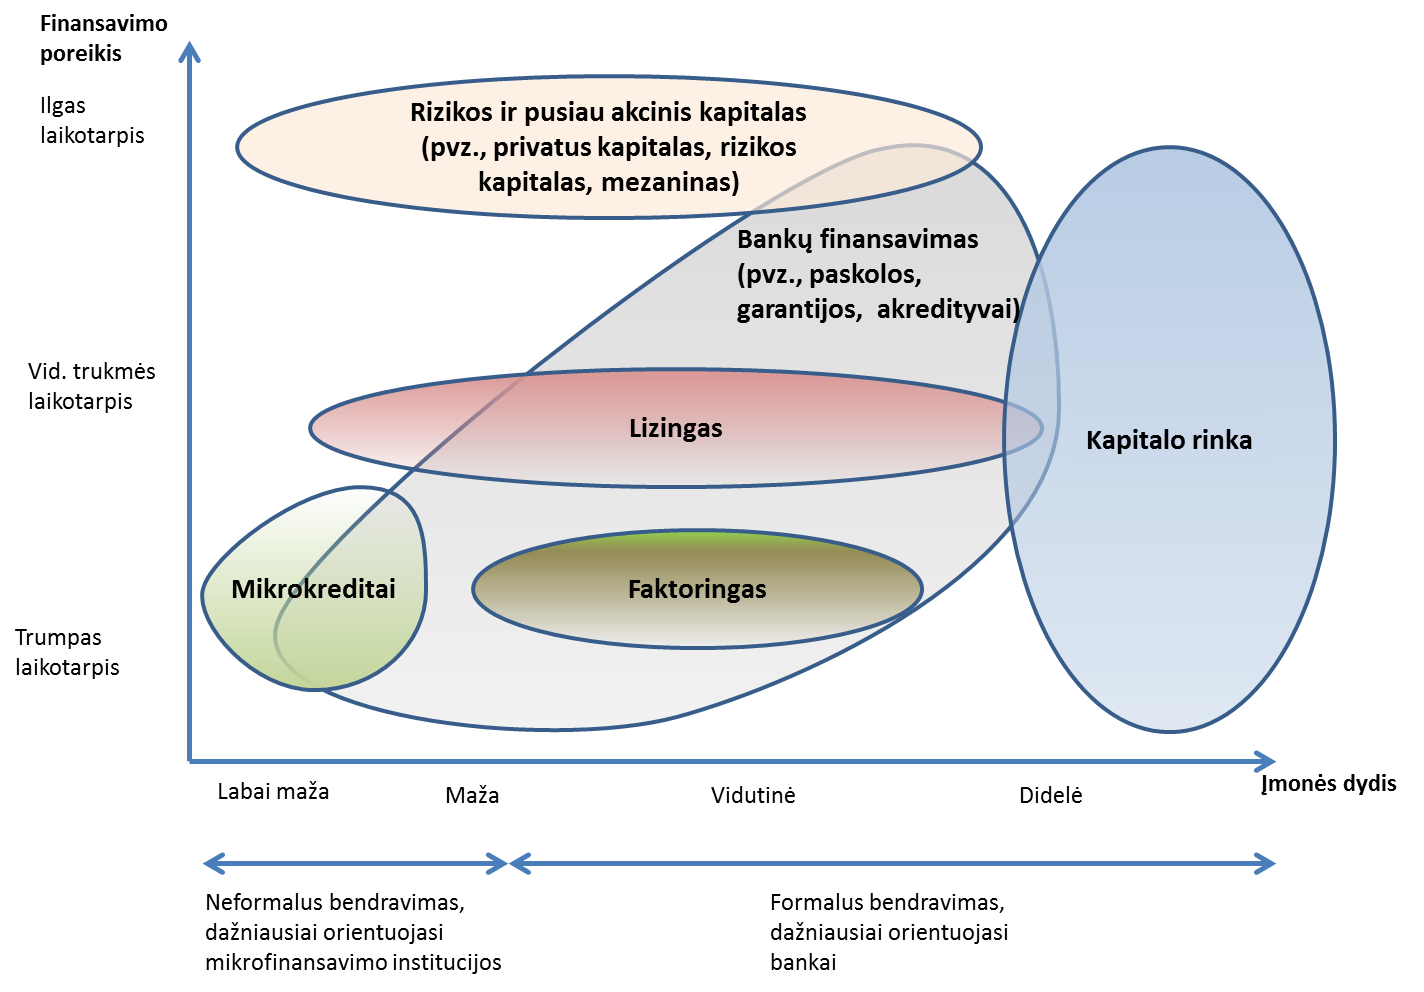 Finansavimo
poreikis
Ilgas
laikotarpis
Rizikos ir pusiau akcinis kapitalas
(pvz., privatus kapitalas, rizikos
kapitalas, mezaninas)
Bankų finansavimas
(pvz., paskolos,
garantijos, akredityvai)
Vid. trukmės
laikotarpis
Lizingas
Kapitalo rinka
Mikrokreditai
Faktoringas
Trumpas
laikotarpis
Labai maža
Maža
Vidutinė
Didelė
Įmonės dydis
Neformalus bendravimas,
dažniausiai orientuojasi
mikrofinansavimo institucijos
Formalus bendravimas,
dažniausiai orientuojasi
bankai